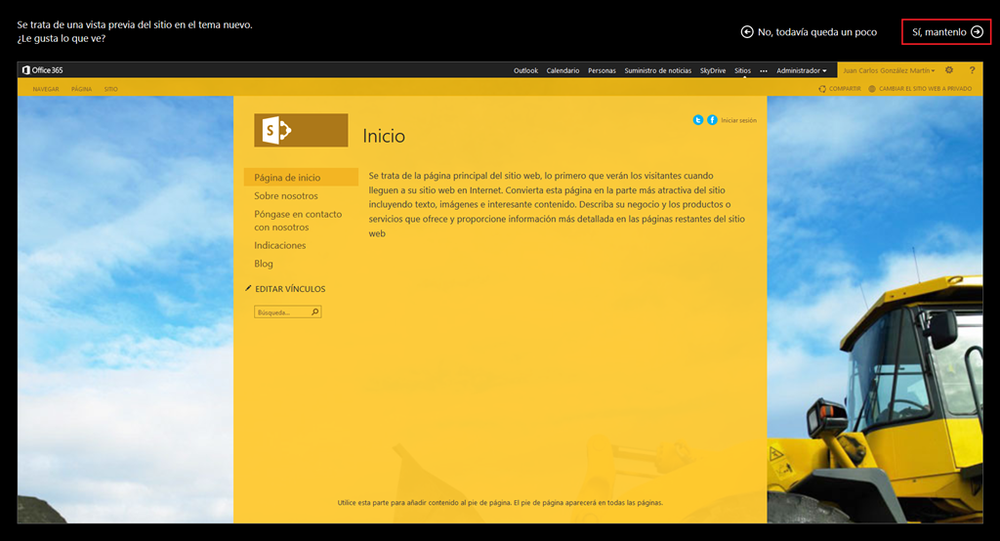 Se trata de una vista previa del sitio en el tema nuevo.
¿Le gusta lo que ve?
No, todavía queda un poco
Sí, mantenlo
Office 365
Outlook Calendario Personas Suministro de noticias SkyDrive Sitios ••• Administrador
Juan Carlos González Martín
?
NAVEGAR PÁGINA SITIO
COMPARTIR CAMBIAR EL SITIO WEB A PRIVADO
S
Inicio
t f Iniciar sesión
Página de inicio
Sobre nosotros
Póngase en contacto
con nosotros
Indicaciones
Blog
EDITAR VÍNCULOS
Búsqueda...
Se trata de la página principal del sitio web, lo primero que verán los visitantes cuando
lleguen a su sitio web en Internet. Convierta esta página en la parte más atractiva del sitio
incluyendo texto, imágenes e interesante contenido. Describa su negocio y los productos o
servicios que ofrece y proporcione información más detallada en las páginas restantes del sitio
web
Utilice esta parte para añadir contenido al pie de página. El pie de página aparecerá en todas las páginas.